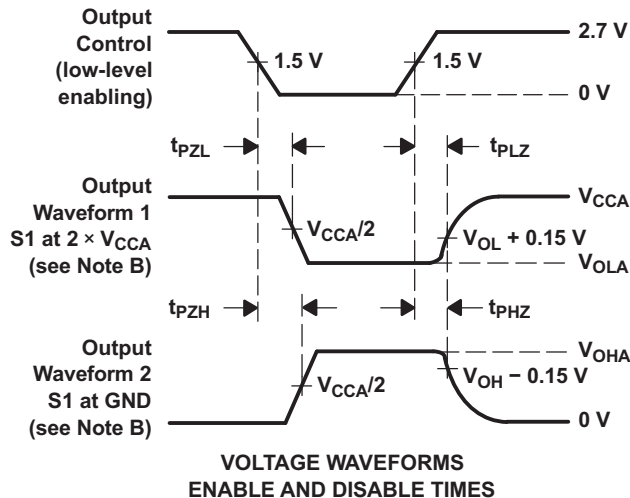 Output
Control
(low-level
enabling)
1.5 V
1.5 V
2.7 V
0 V
tPZL
tPLZ
Output
Waveform 1
S1 at 2 × VCCA
(see Note B)
VCCA/2
VCCA
VOL + 0.15 V
VOLA
tPZH
tPHZ
Output
Waveform 2
S1 at GND
(see Note B)
VCCA/2
VOHA
VOH − 0.15 V
0 V
VOLTAGE WAVEFORMS
ENABLE AND DISABLE TIMES